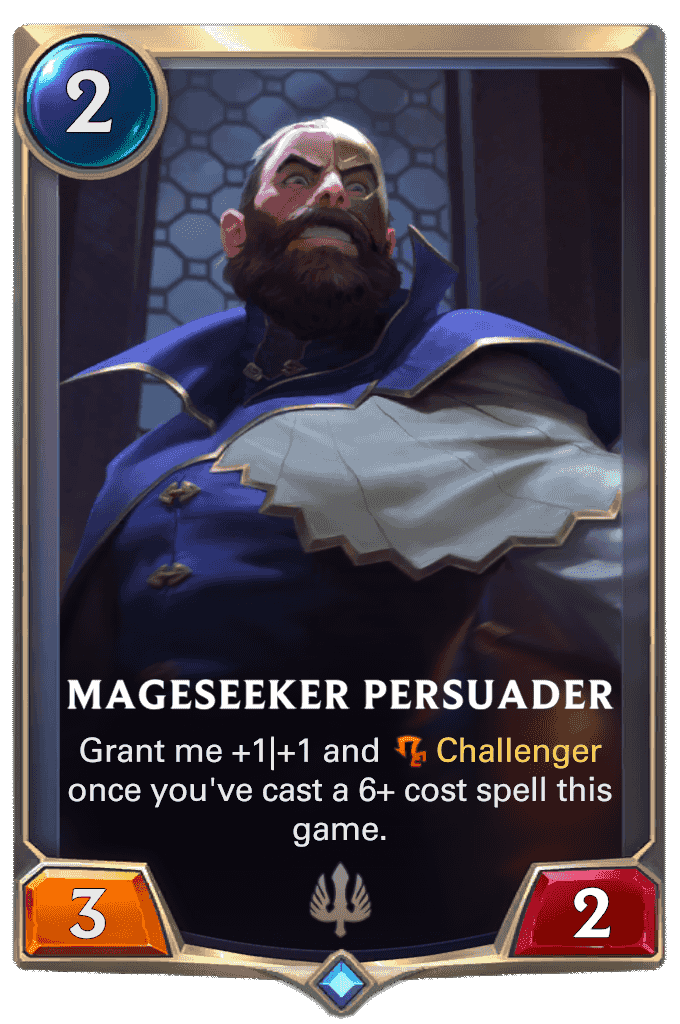 2
MAGESEEKER PERSUADER
Grant me +1|+1 and Challenger
once you've cast a 6+ cost spell this
game.
3 2